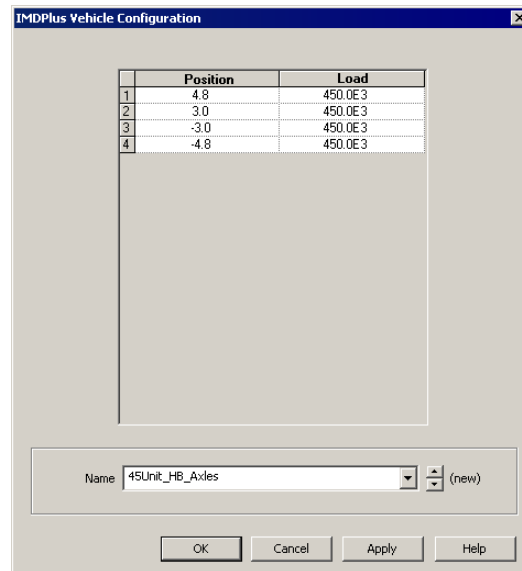 IMDPlus Vehicle Configuration
Position Load
1 4.8 450.0E3
2 3.0 450.0E3
3 -3.0 450.0E3
4 -4.8 450.0E3
Name 45Unit_HB_Axles (new)
OK Cancel Apply Help